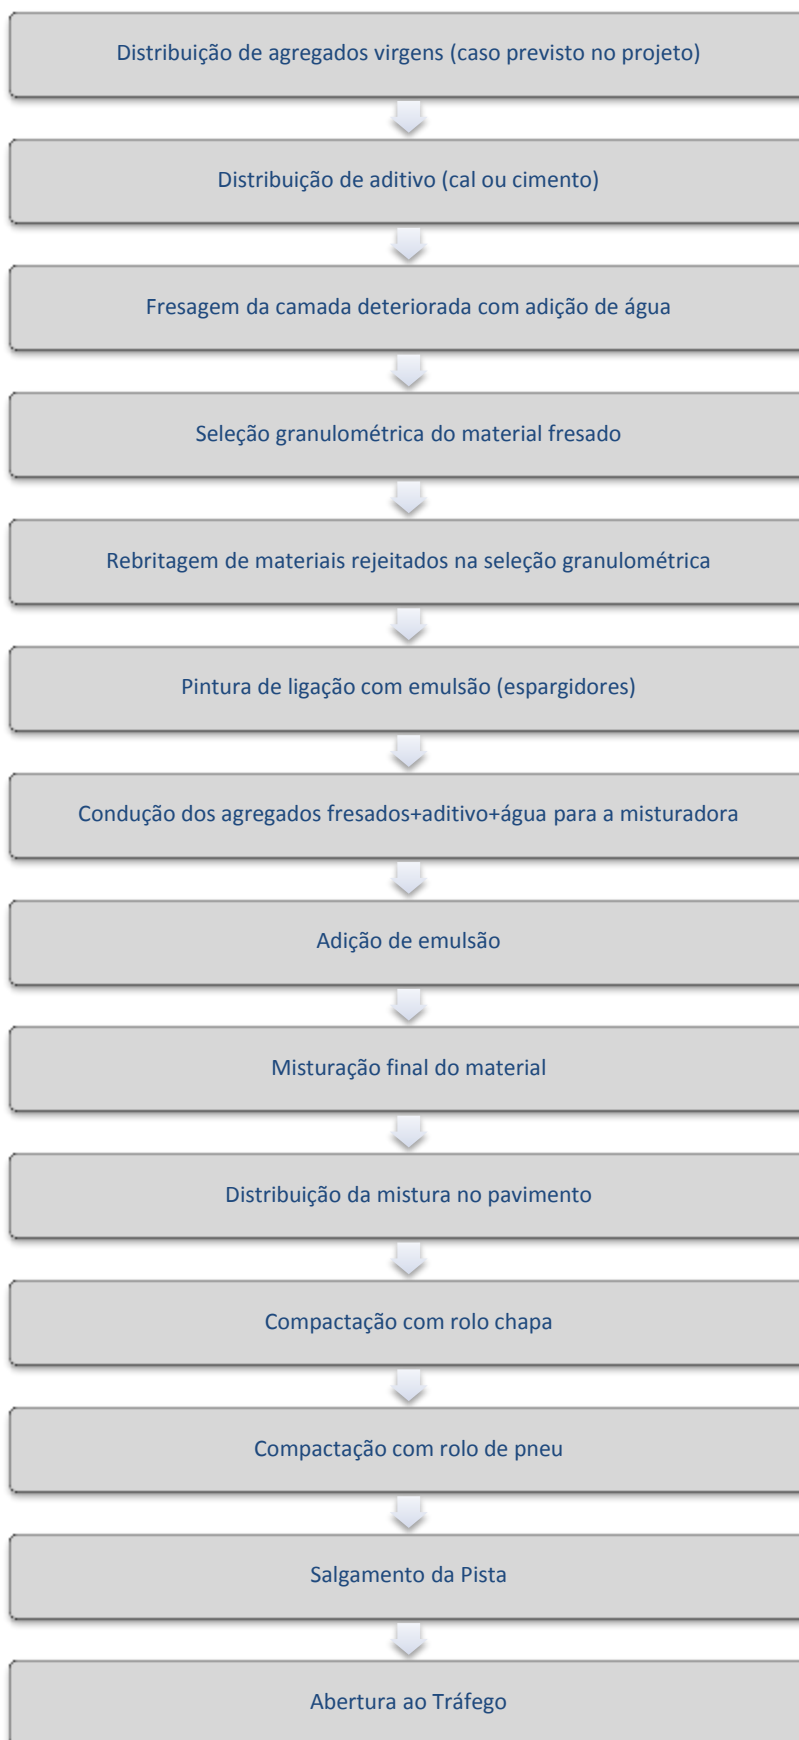 Distribuição de agregados virgens (caso previsto no projeto)
Distribuição de aditivo (cal ou cimento)
Fresagem da camada deteriorada com adição de água
Seleção granulométrica do material fresado
Rebritagem de materiais rejeitados na seleção granulométrica
Pintura de ligação com emulsão (espargidores)
Condução dos agregados fresados+aditivo+água para a misturadora
Adição de emulsão
Misturação final do material
Distribuição da mistura no pavimento
Compactação com rolo chapa
Compactação com rolo de pneu
Salgamento da Pista
Abertura ao Tráfego